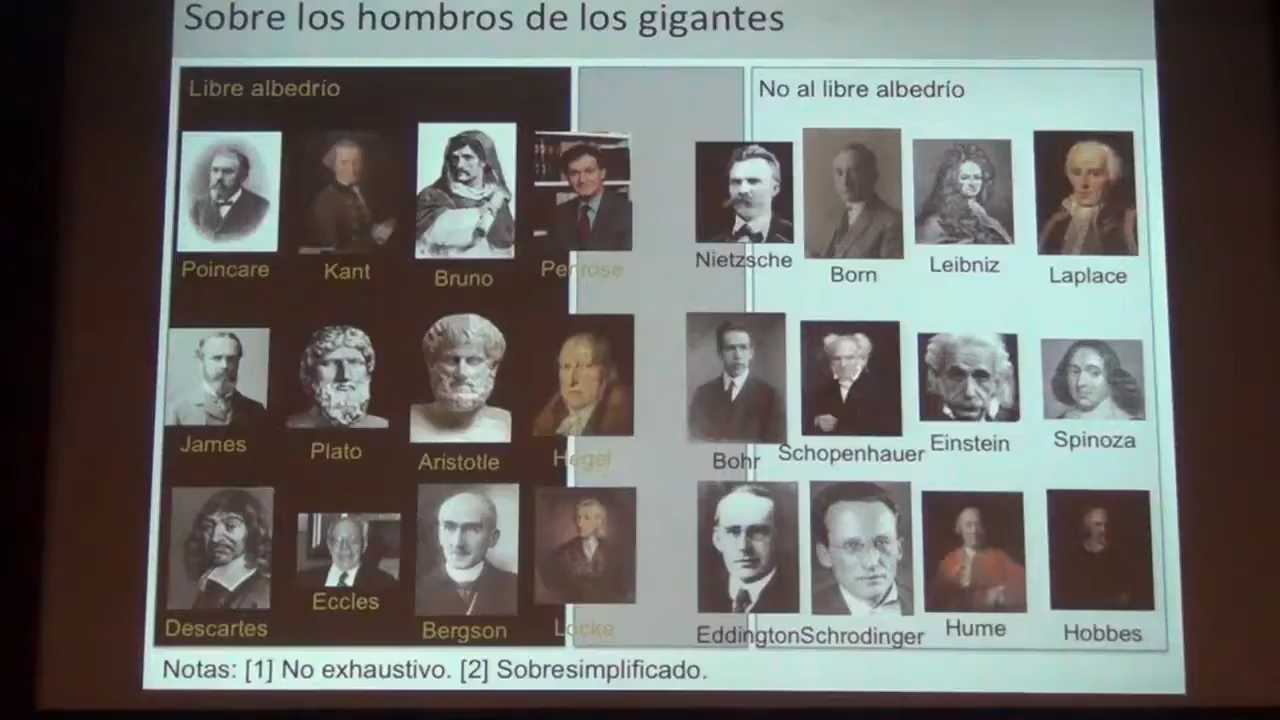 Sobre los hombros de los gigantes
Libre albedrío
No al libre albedrío
Poincare
Kant
Bruno
Penrose
Nietzsche
Born
Leibniz
Laplace
James
Plato
Aristotle
Hegel
Bohr
Schopenhauer
Einstein
Spinoza
Descartes
Eccles
Bergson
Locke
Eddington
Schrodinger
Hume
Hobbes
Notas: [1] No exhaustivo. [2] Sobresimplificado.